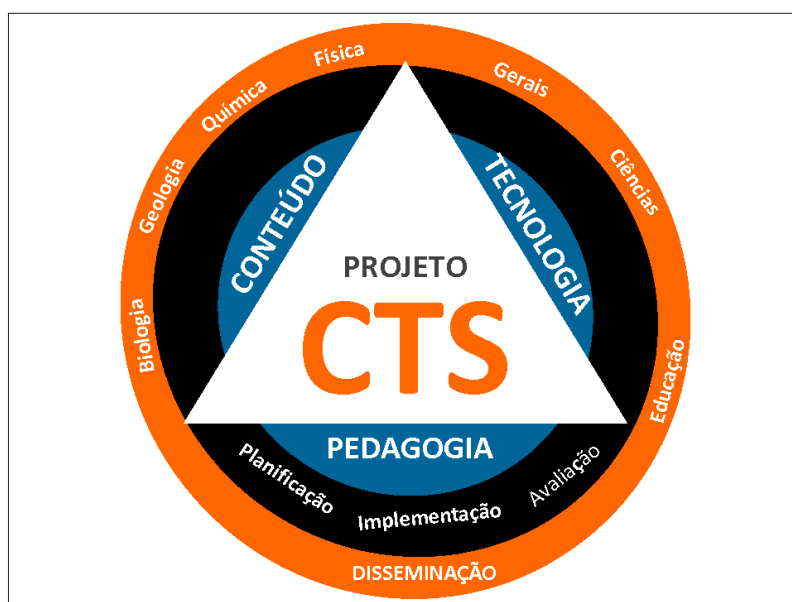 Física
Gerais
Química
Ciências
Geologia
CONTEÚDO
TECNOLOGIA
PROJETO
CTS
Biologia
Educação
PEDAGOGIA
Planificação
Implementação
Avaliação
DISSEMINAÇÃO